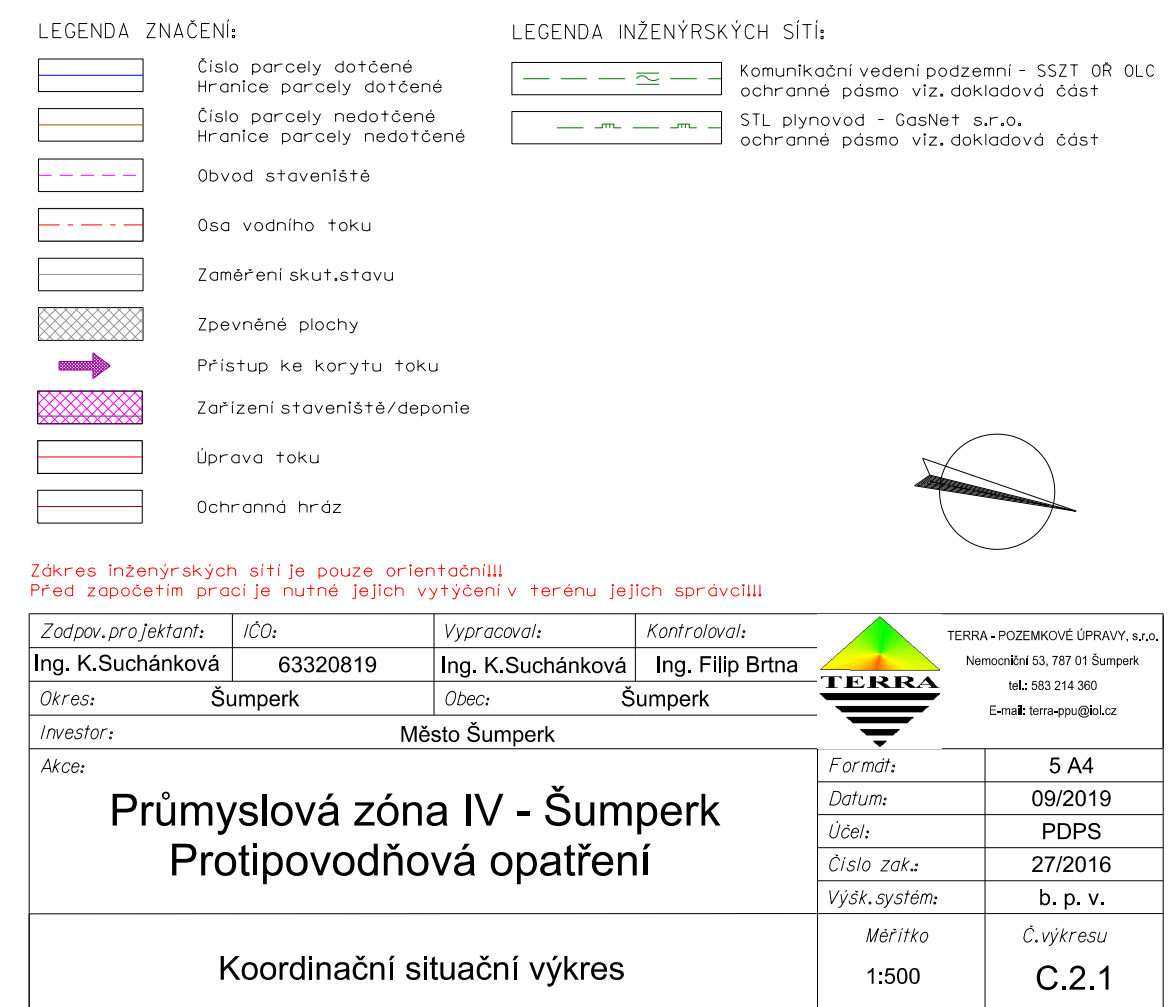 LEGENDA ZNAČENÍ:
Číslo parcely dotčené
Hranice parcely dotčené
Číslo parcely nedotčené
Hranice parcely nedotčené
Obvod staveniště
Osa vodního toku
Zaměření skut.stavu
Zpevněné plochy
Přístup ke korytu toku
Zařízení staveniště/deponie
Úprava toku
Ochranná hráz
LEGENDA INŽENÝRSKÝCH SÍTÍ:
Komunikační vedení podzemní - SSZT OŘ OLC
ochranné pásmo viz.dokladová část
STL plynovod - GasNet s.r.o.
ochranné pásmo viz.dokladová část
Zákres inženýrských sítí je pouze orientační!!!
Před započetím prací je nutné jejich vytýčení v terénu jejich správci!!!
Zodpov.projektant: IČO: Vypracoval: Kontroloval:
Ing. K.Suchánková 63320819 Ing. K.Suchánková Ing. Filip Brtna
Okres: Šumperk Obec: Šumperk
Investor: Město Šumperk
TERRA
TERRA - POZEMKOVÉ ÚPRAVY, s.r.o.
Nemocniční 53, 787 01 Šumperk
tel.: 583 214 360
E-mail: terra-ppu@iol.cz
Akce:
Průmyslová zóna IV - Šumperk
Protipovodňová opatření
Formát: 5 A4
Datum: 09/2019
Účel: PDPS
Číslo zak.: 27/2016
Výšk.systém: b. p. v.
Koordinační situační výkres
Měřítko Č.výkresu
1:500 C.2.1